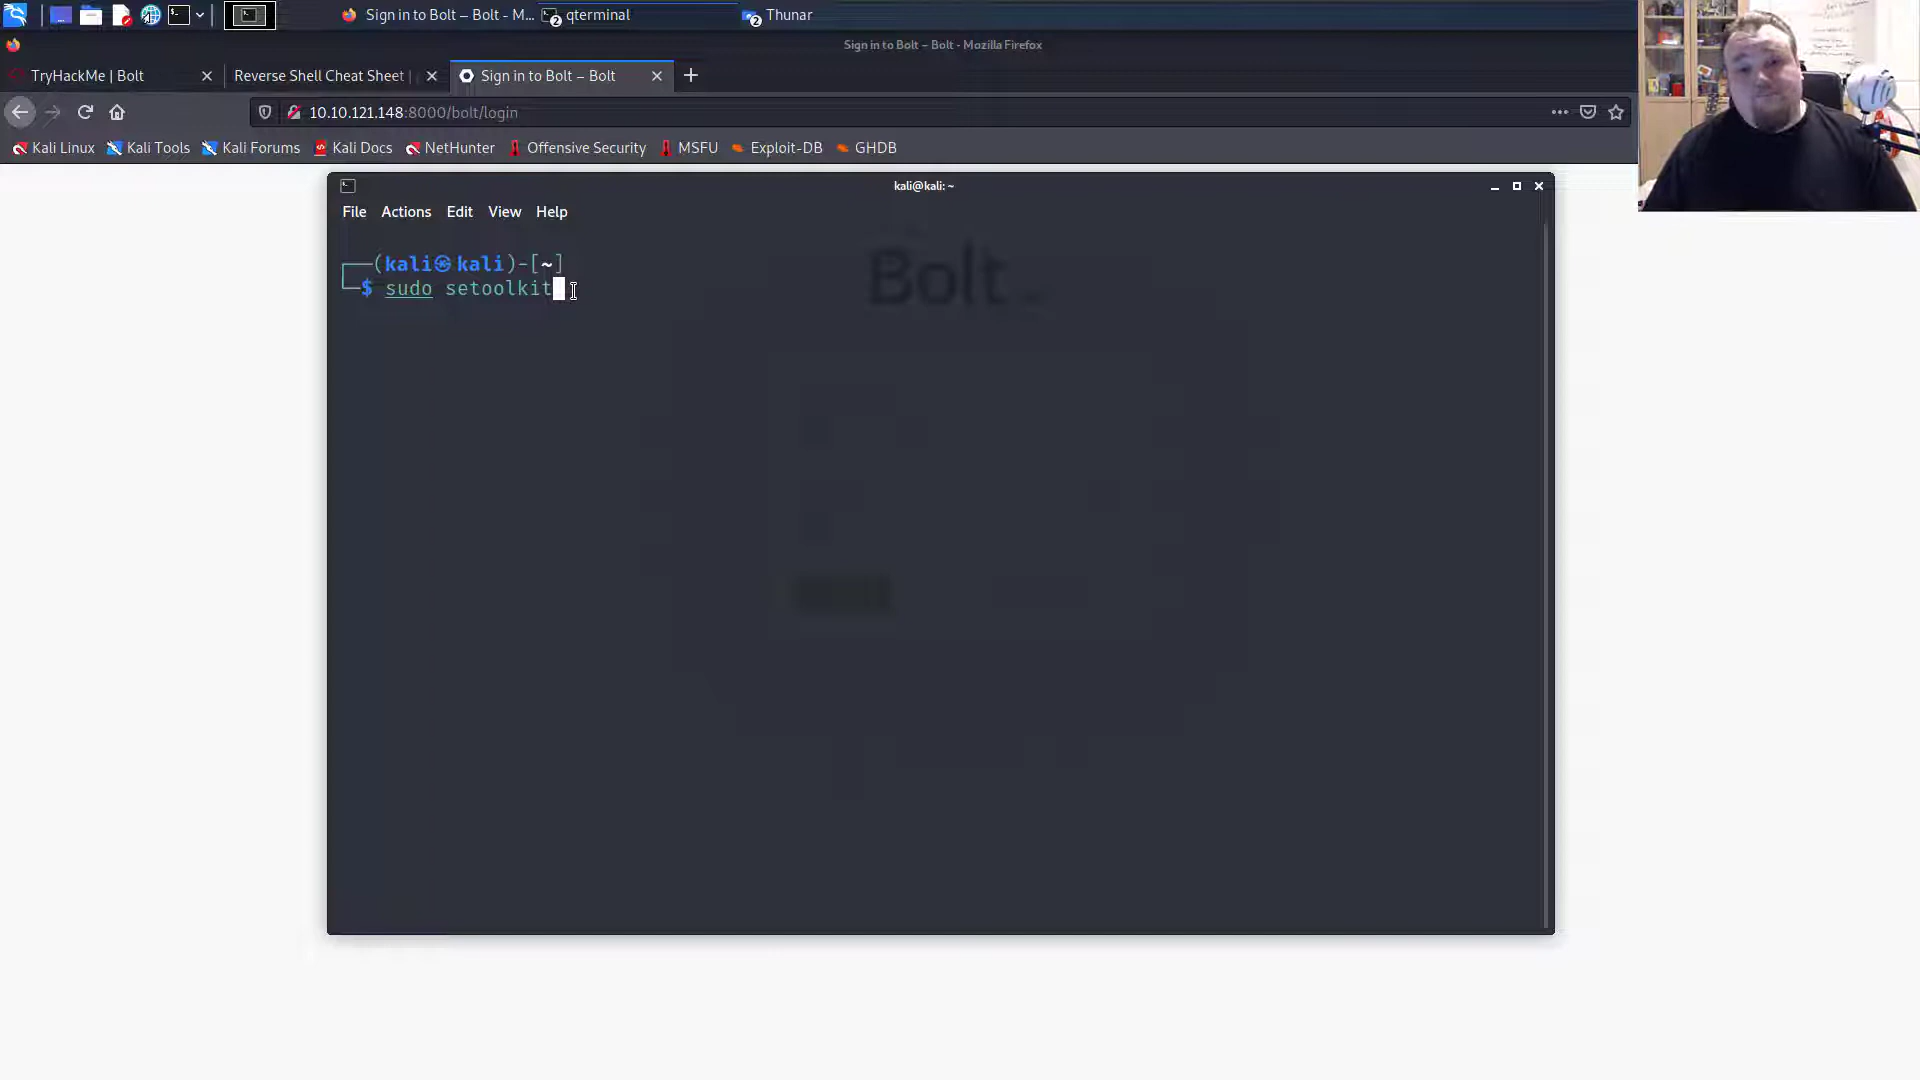 Sign in to Bolt – Bolt - M...
qterminal
2
Thunar
2
Sign in to Bolt – Bolt - Mozilla Firefox
TryHackMe | Bolt
Reverse Shell Cheat Sheet |
Sign in to Bolt – Bolt
10.10.121.148:8000/bolt/login
Kali Linux
Kali Tools
Kali Forums
Kali Docs
NetHunter
Offensive Security
MSFU
Exploit-DB
GHDB
kali@kali: ~
File Actions Edit View Help
Bolt
(kali㉿kali)-[~]
$ sudo setoolkit